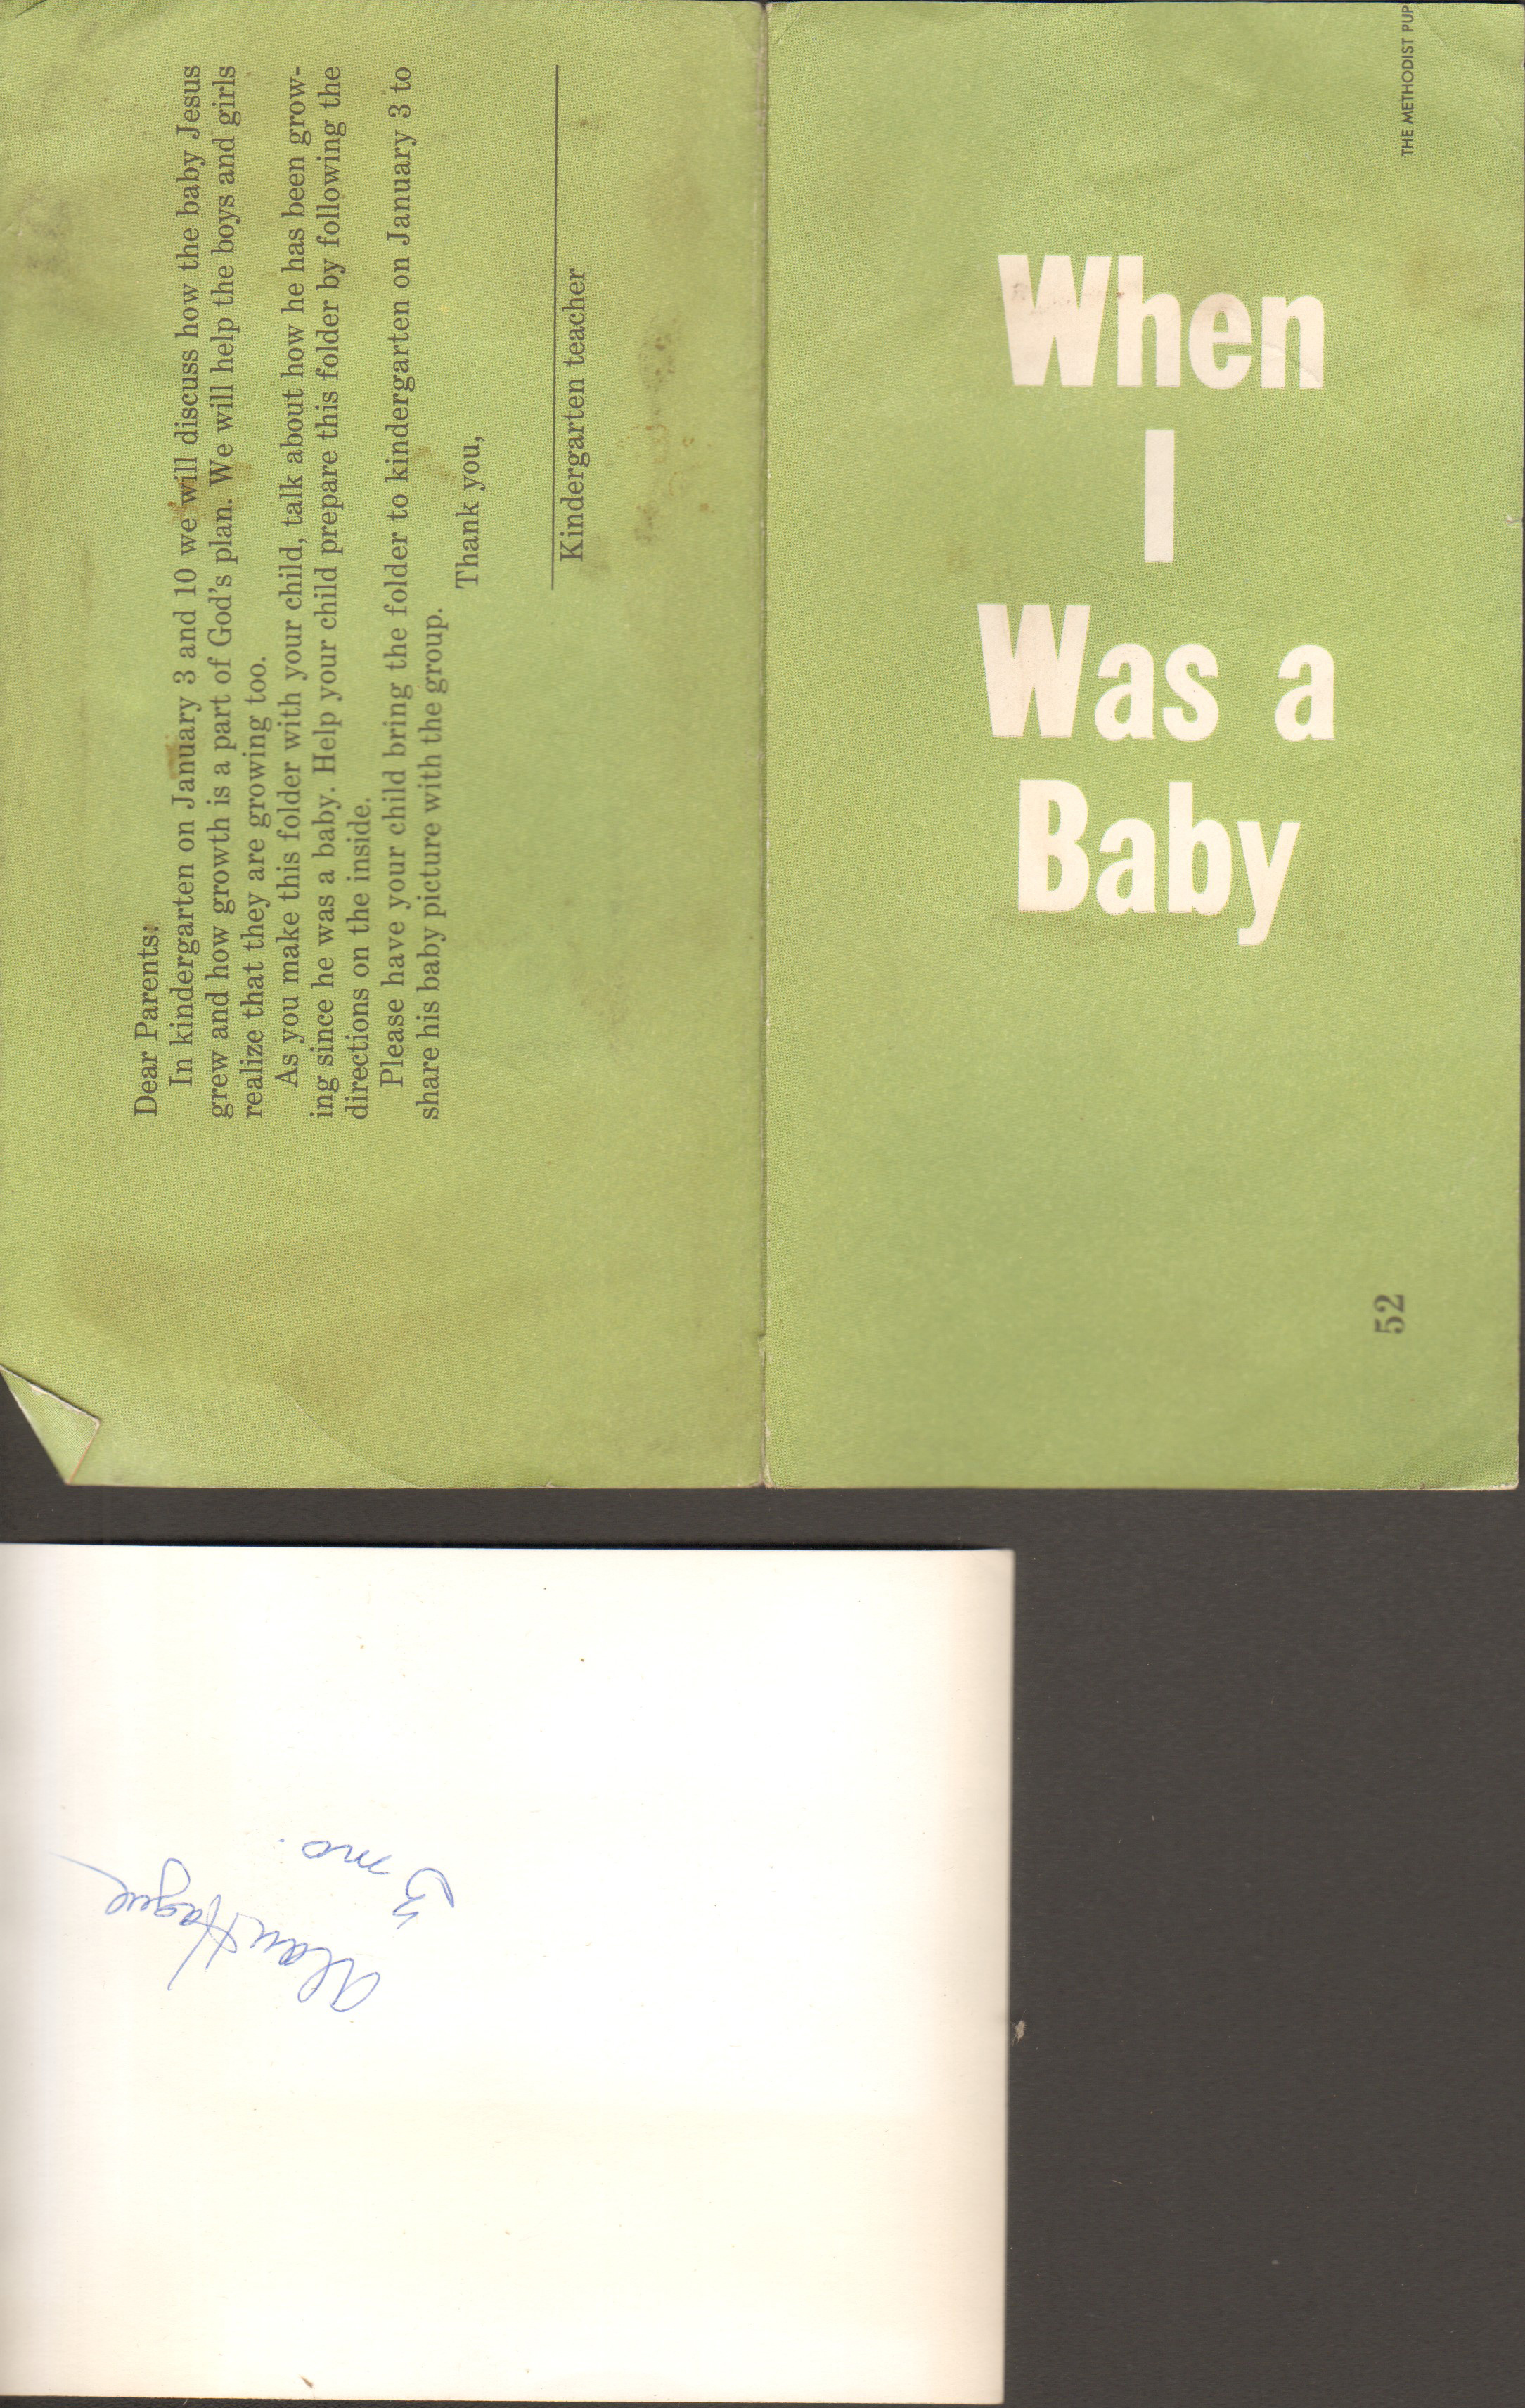 Dear Parents:
In kindergarten on January 3 and 10 we will discuss how the baby Jesus
grew and how growth is a part of God's plan. We will help the boys and girls
realize that they are growing too.
As you make this folder with your child, talk about how he has been grow-
ing since he was a baby. Help your child prepare this folder by following the
directions on the inside.
Please have your child bring the folder to kindergarten on January 3 to
share his baby picture with the group.
Thank you,
Kindergarten teacher
When
I
Was a
Baby
THE METHODIST PUP
52
Alan Hague
3 mo.